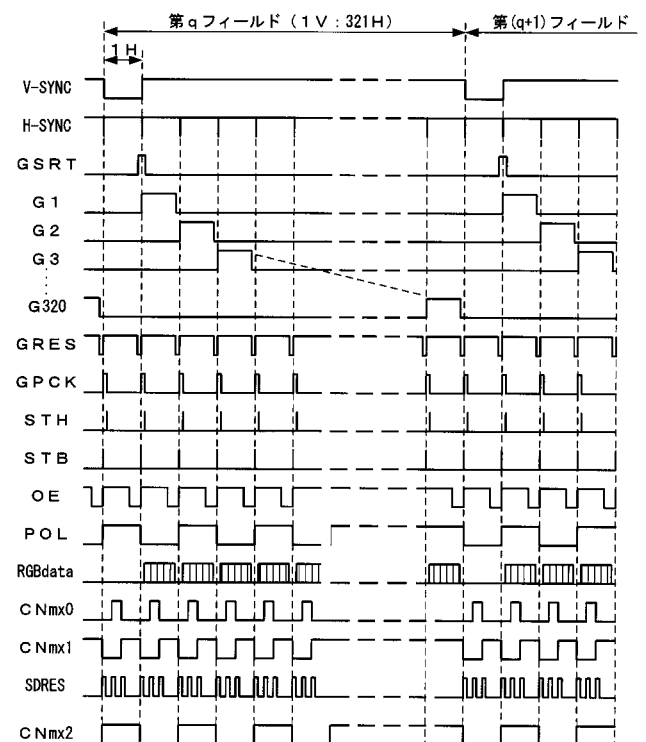 第qフィールド（1V：321H） 第(q+1)フィールド
1H
V-SYNC
H-SYNC
GSRT
G1
G2
G3
G320
GRES
GPCK
STH
STB
OE
POL
RGBdata
CNmx0
CNmx1
SDRES
CNmx2